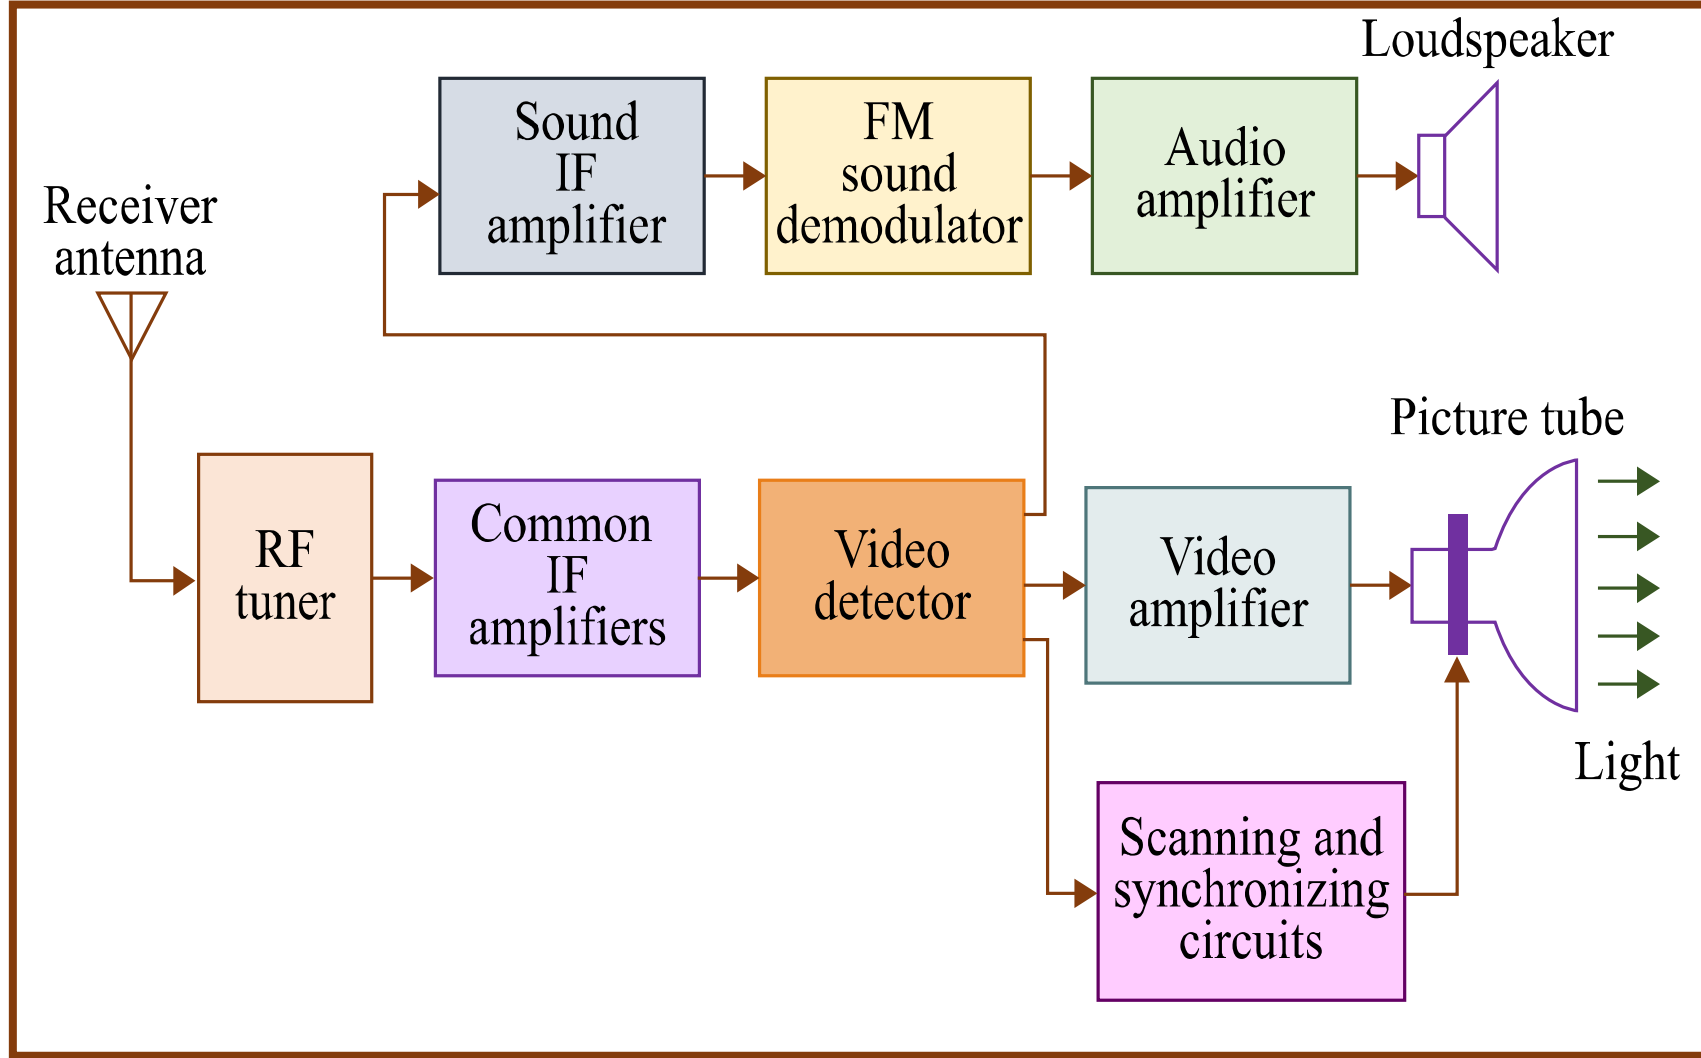 Loudspeaker
Sound
IF
amplifier
FM
sound
demodulator
Audio
amplifier
Receiver
antenna
Picture tube
RF
tuner
Common
IF
amplifiers
Video
detector
Video
amplifier
Light
Scanning and
synchronizing
circuits